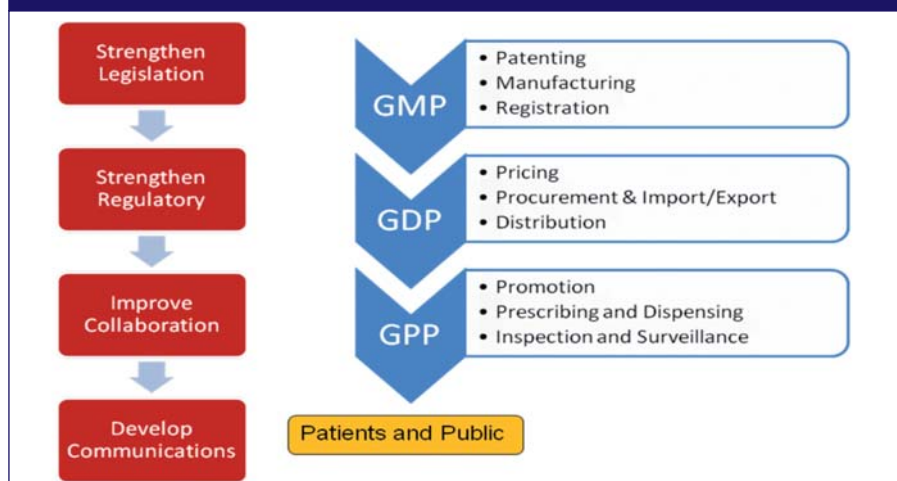 Strengthen
Legislation
Strengthen
Regulatory
Improve
Collaboration
Develop
Communications
GMP
• Patenting
• Manufacturing
• Registration
GDP
• Pricing
• Procurement & Import/Export
• Distribution
GPP
• Promotion
• Prescribing and Dispensing
• Inspection and Surveillance
Patients and Public